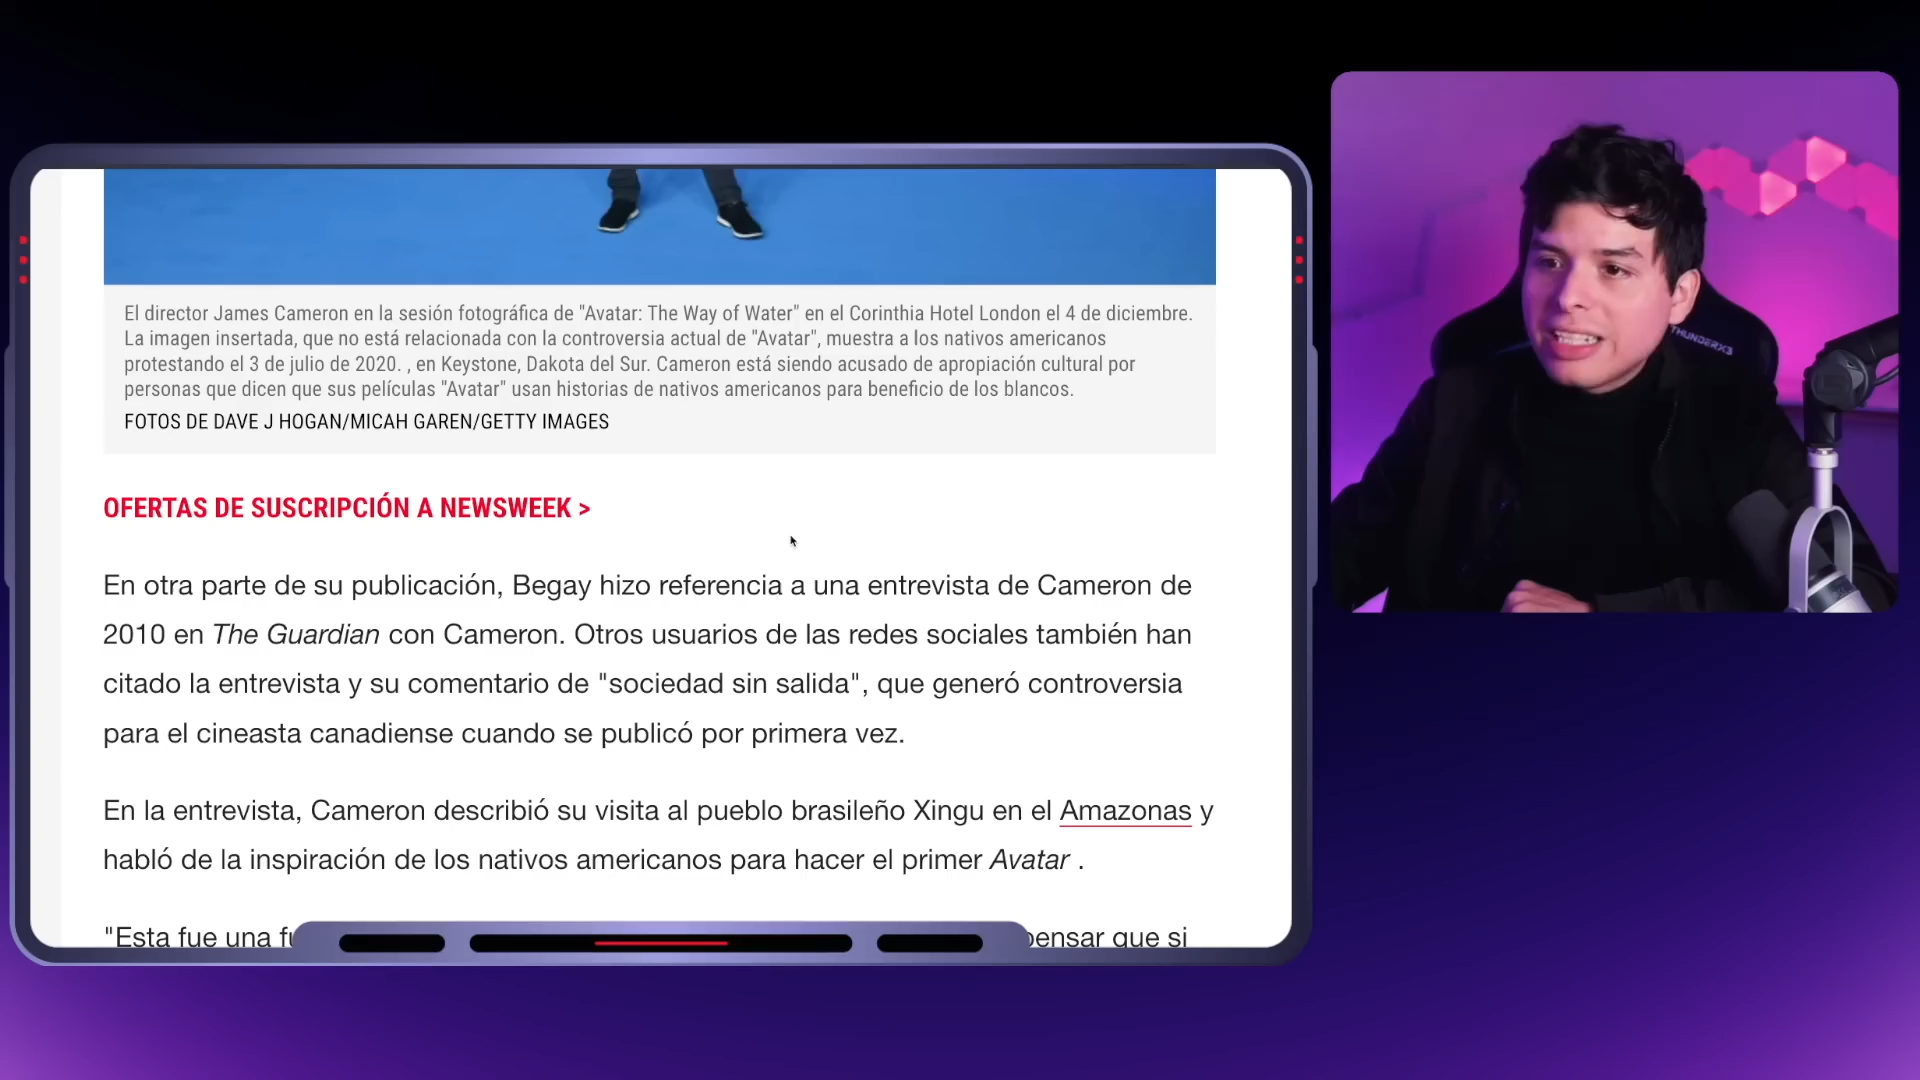 El director James Cameron en la sesión fotográfica de "Avatar: The Way of Water" en el Corinthia Hotel London el 4 de diciembre.
La imagen insertada, que no está relacionada con la controversia actual de "Avatar", muestra a los nativos americanos
protestando el 3 de julio de 2020. , en Keystone, Dakota del Sur. Cameron está siendo acusado de apropiación cultural por
personas que dicen que sus películas "Avatar" usan historias de nativos americanos para beneficio de los blancos.
FOTOS DE DAVE J HOGAN/MICAH GAREN/GETTY IMAGES
OFERTAS DE SUSCRIPCIÓN A NEWSWEEK >
En otra parte de su publicación, Begay hizo referencia a una entrevista de Cameron de
2010 en The Guardian con Cameron. Otros usuarios de las redes sociales también han
citado la entrevista y su comentario de "sociedad sin salida", que generó controversia
para el cineasta canadiense cuando se publicó por primera vez.
En la entrevista, Cameron describió su visita al pueblo brasileño Xingu en el Amazonas y
habló de la inspiración de los nativos americanos para hacer el primer Avatar .
"Esta fue una pensar que si
THUNDERX3